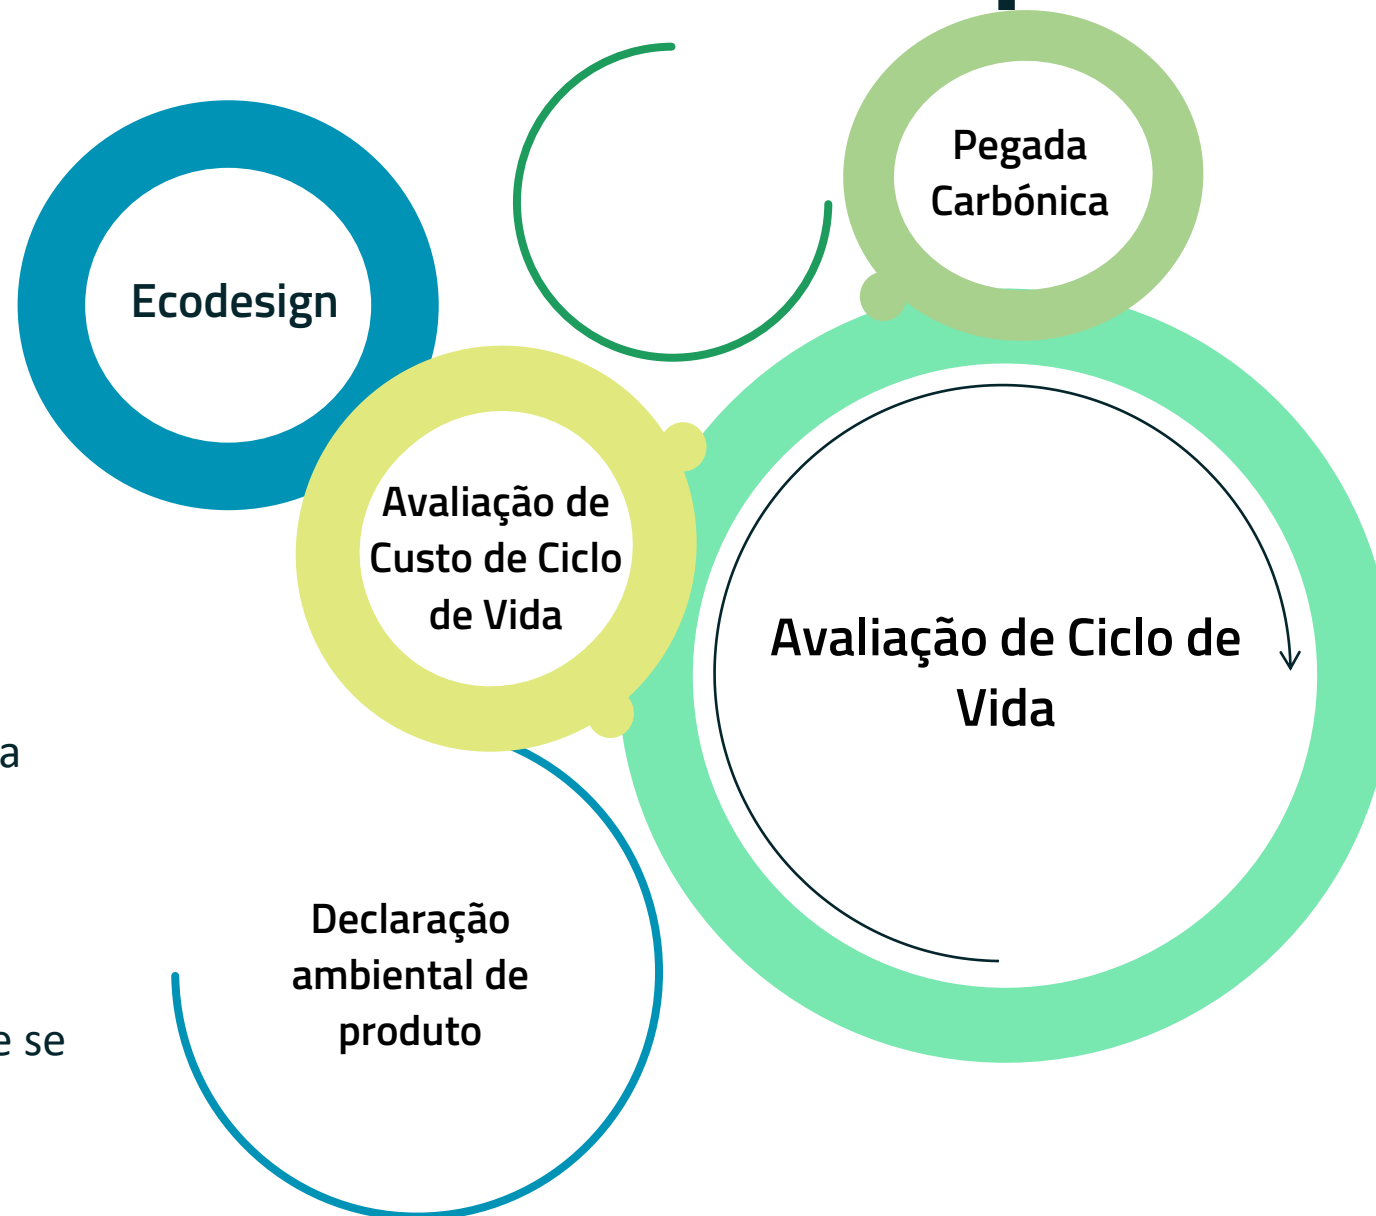 Pegada
Carbónica
Ecodesign
Avaliação de
Custo de Ciclo
de Vida
Avaliação de Ciclo de
Vida
a
Declaração
ambiental de
produto
e se